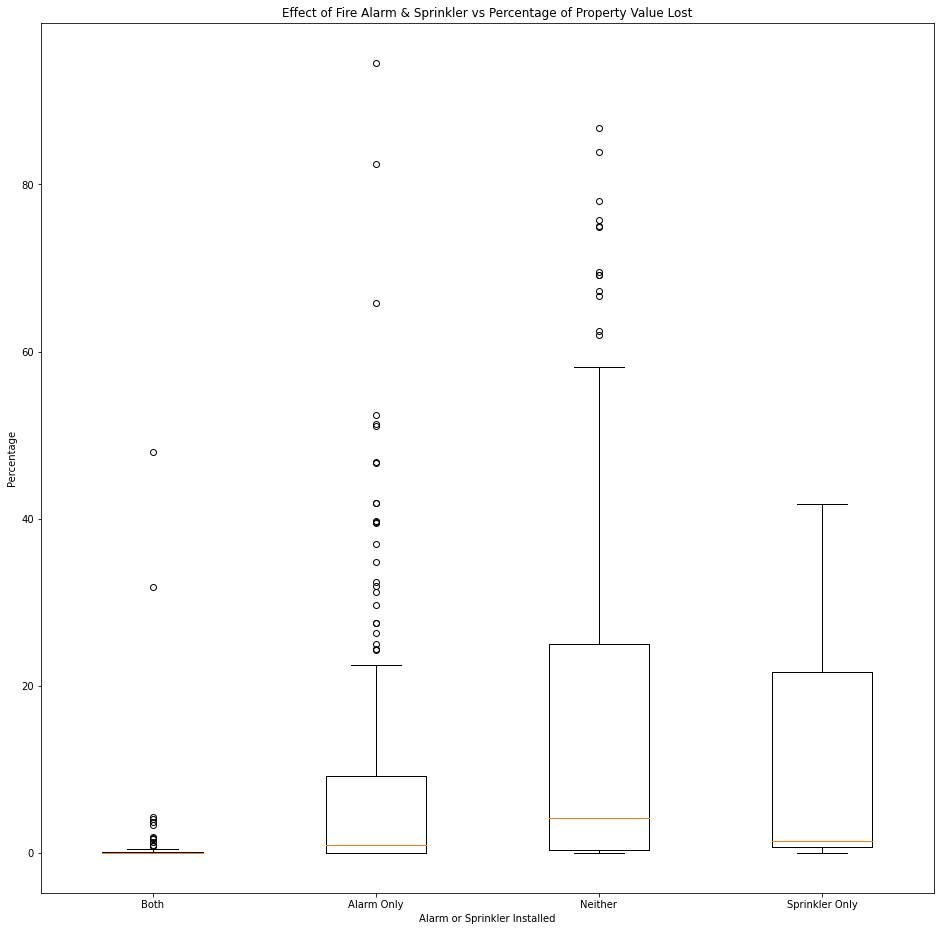 Effect of Fire Alarm & Sprinkler vs Percentage of Property Value Lost
80
60
Percentage
40
20
0
Both Alarm Only Neither Sprinkler Only
Alarm or Sprinkler Installed